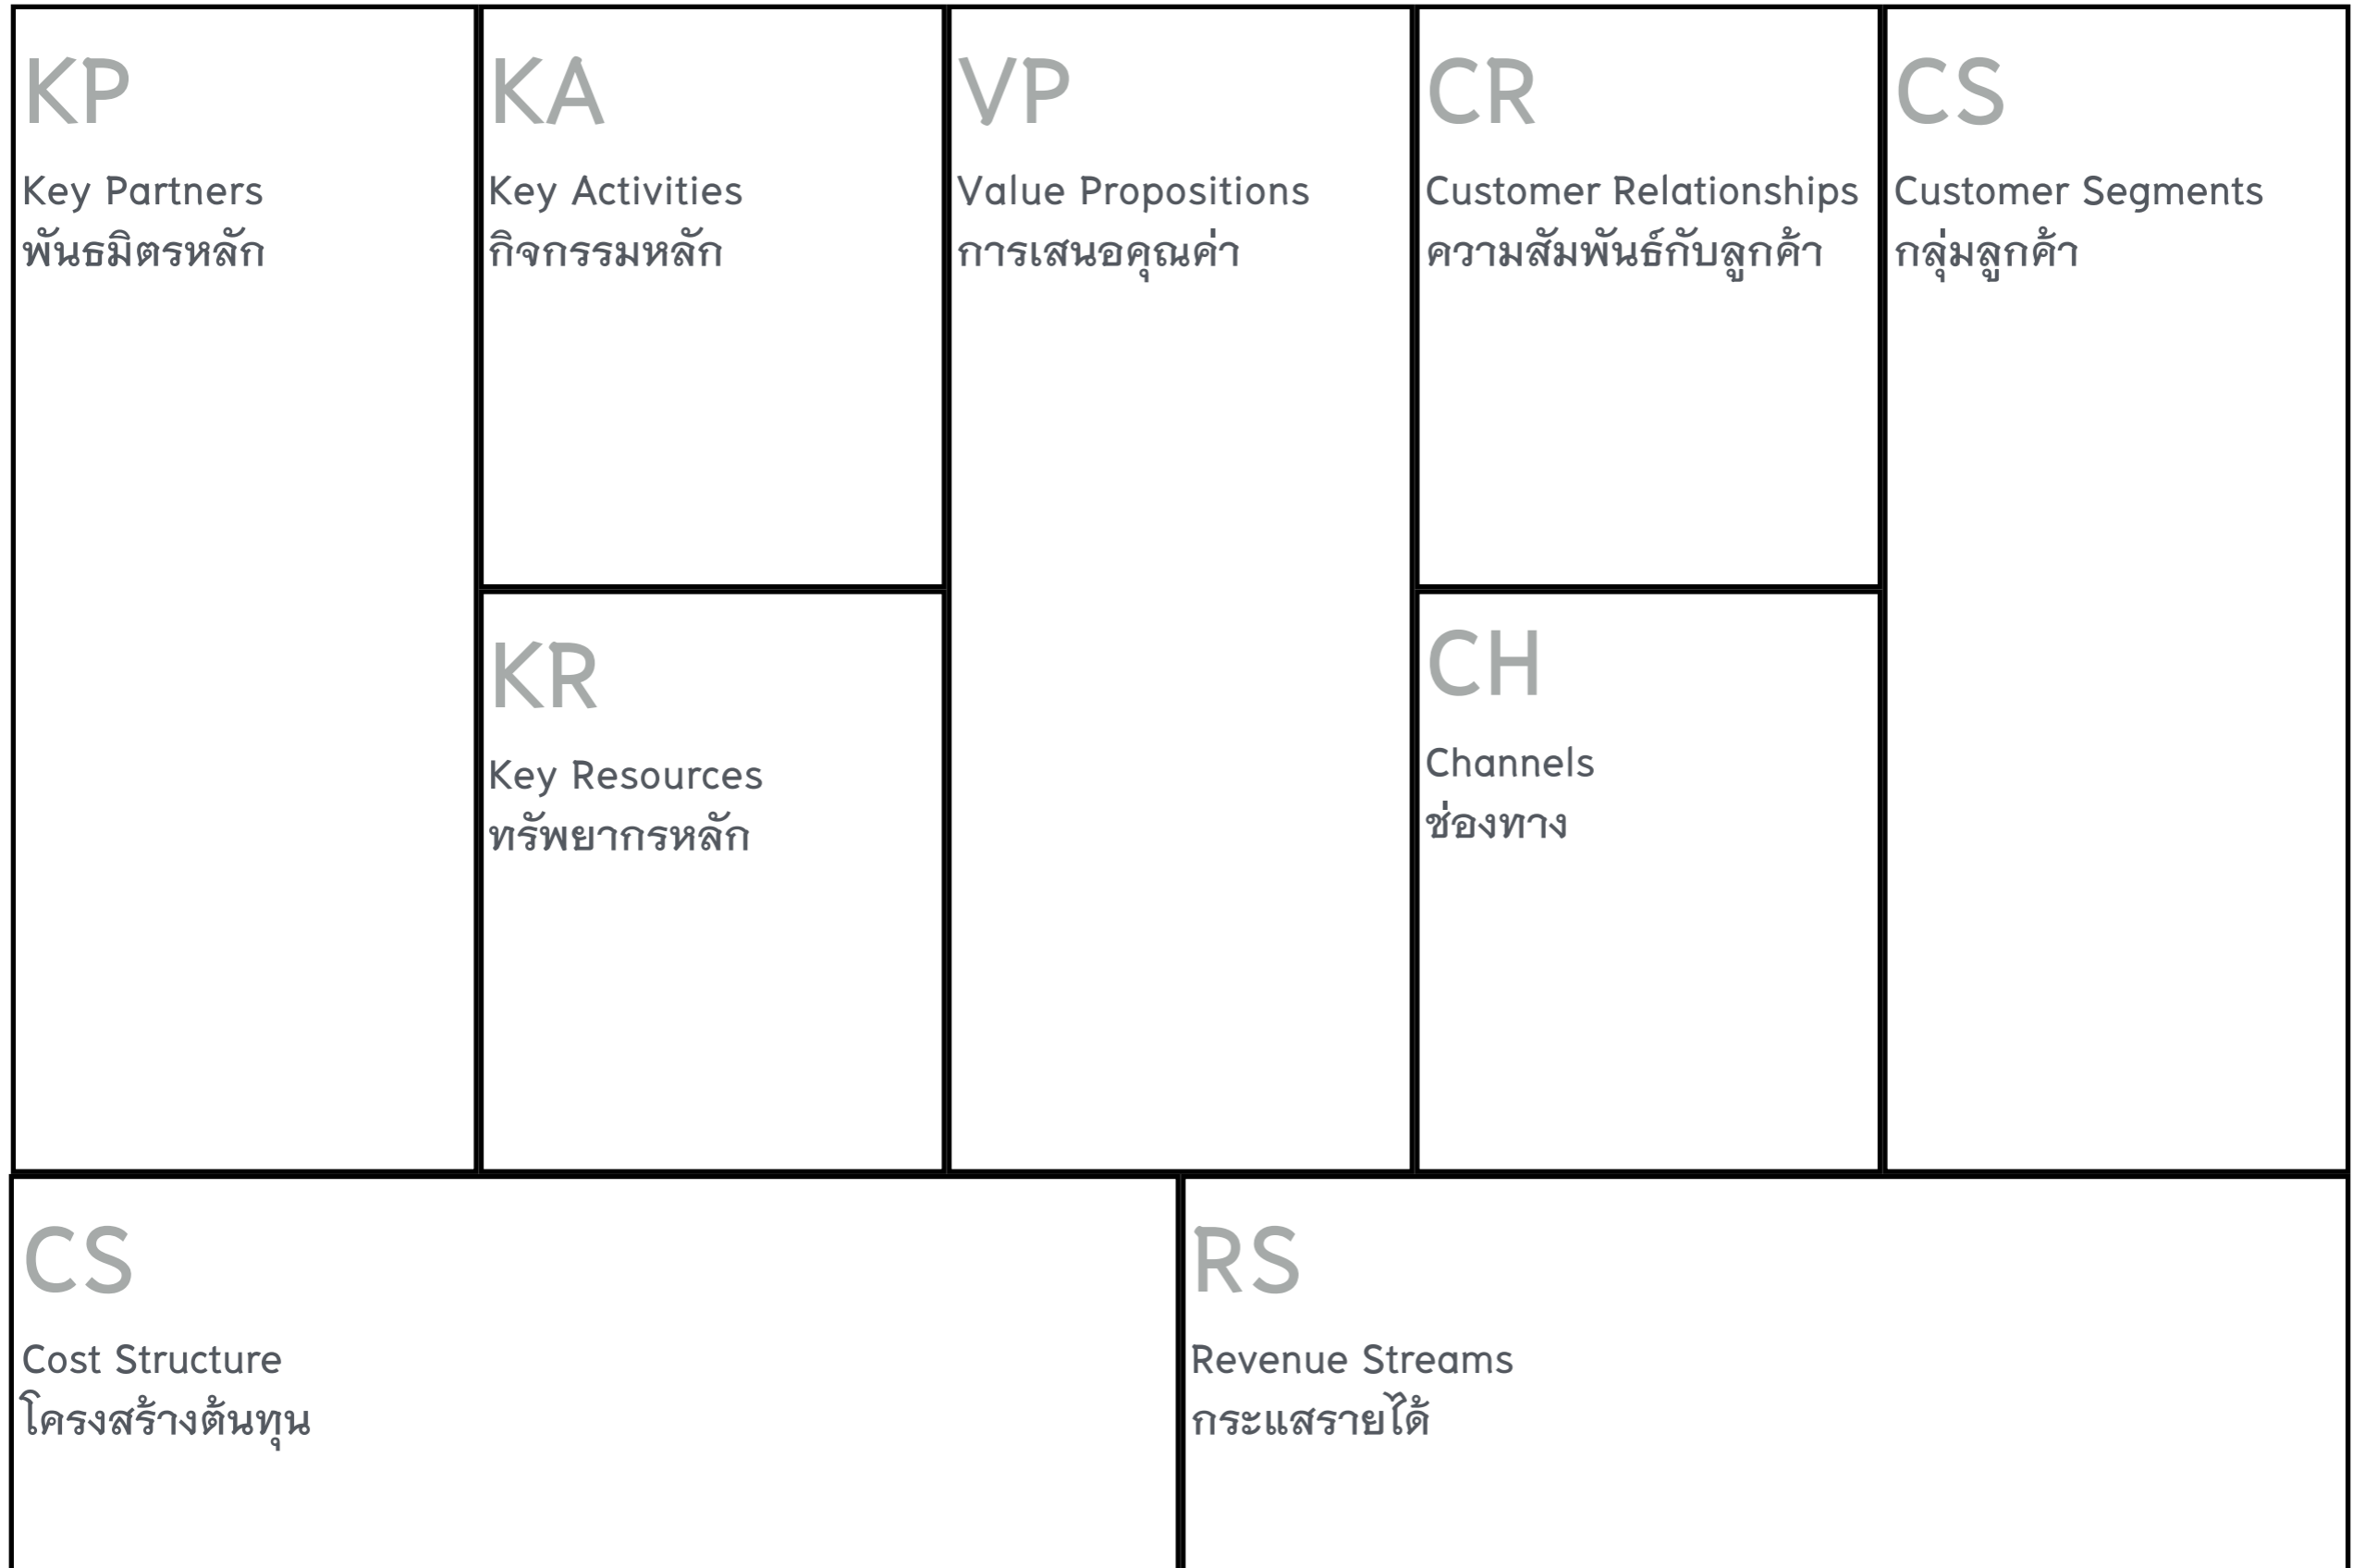 KP
Key Partners
พันธมิตรหลัก
KA
Key Activities
กิจกรรมหลัก
KR
Key Resources
ทรัพยากรหลัก
VP
Value Propositions
การเสนอคุณค่า
CR
Customer Relationships
ความสัมพันธ์กับลูกค้า
CH
Channels
ช่องทาง
CS
Customer Segments
กลุ่มลูกค้า
CS
Cost Structure
โครงสร้างต้นทุน
RS
Revenue Streams
กระแสรายได้